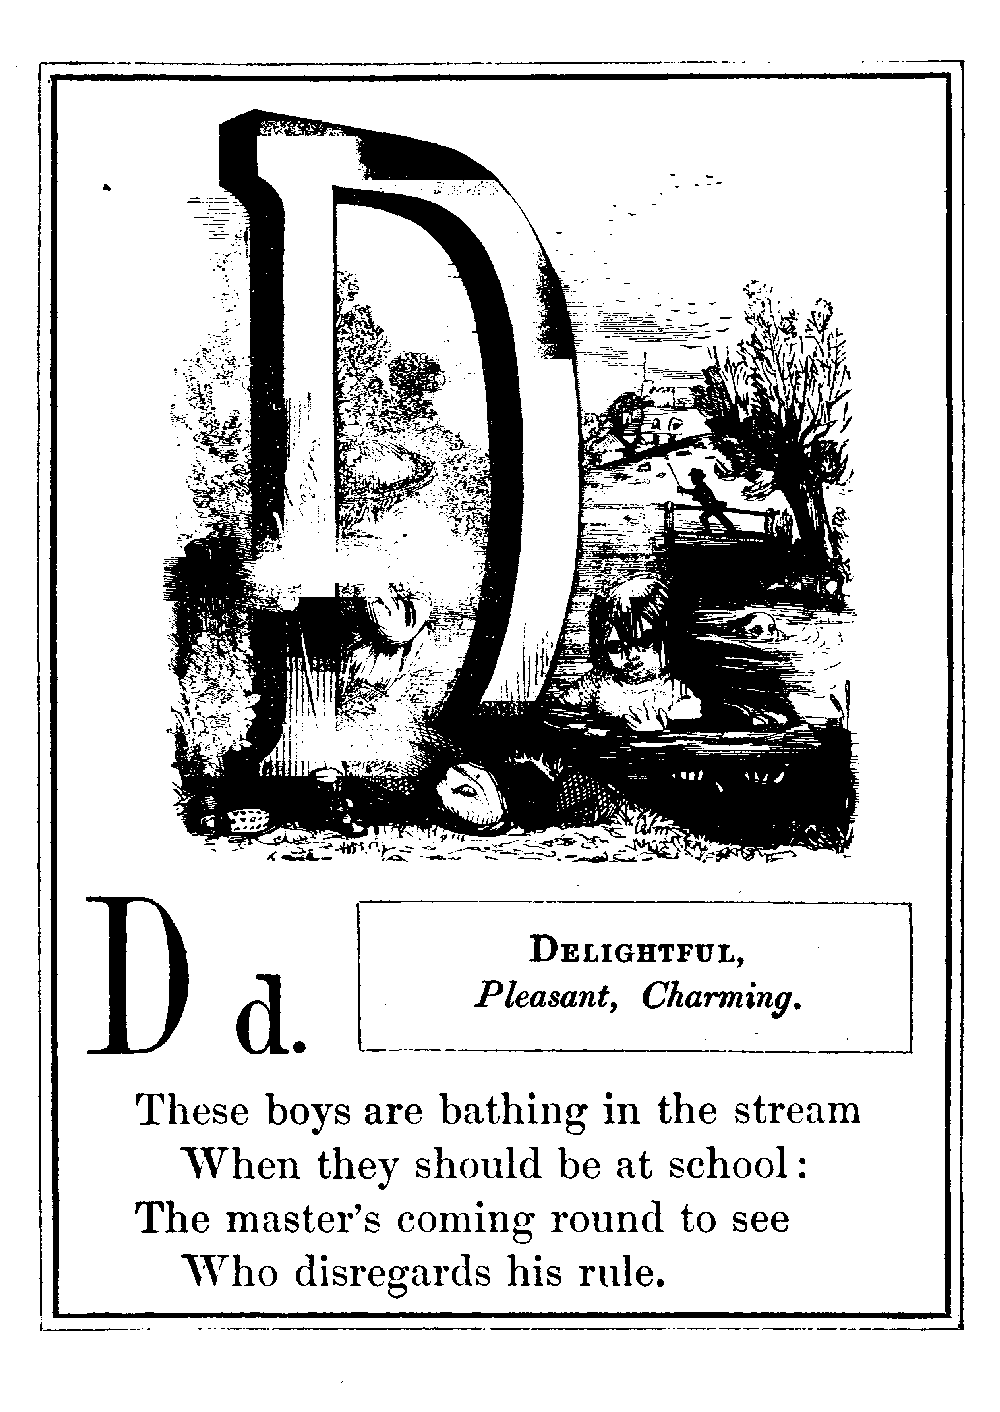 D
D d.
DELIGHTFUL,
Pleasant, Charming.
These boys are bathing in the stream
When they should be at school:
The master's coming round to see
Who disregards his rule.